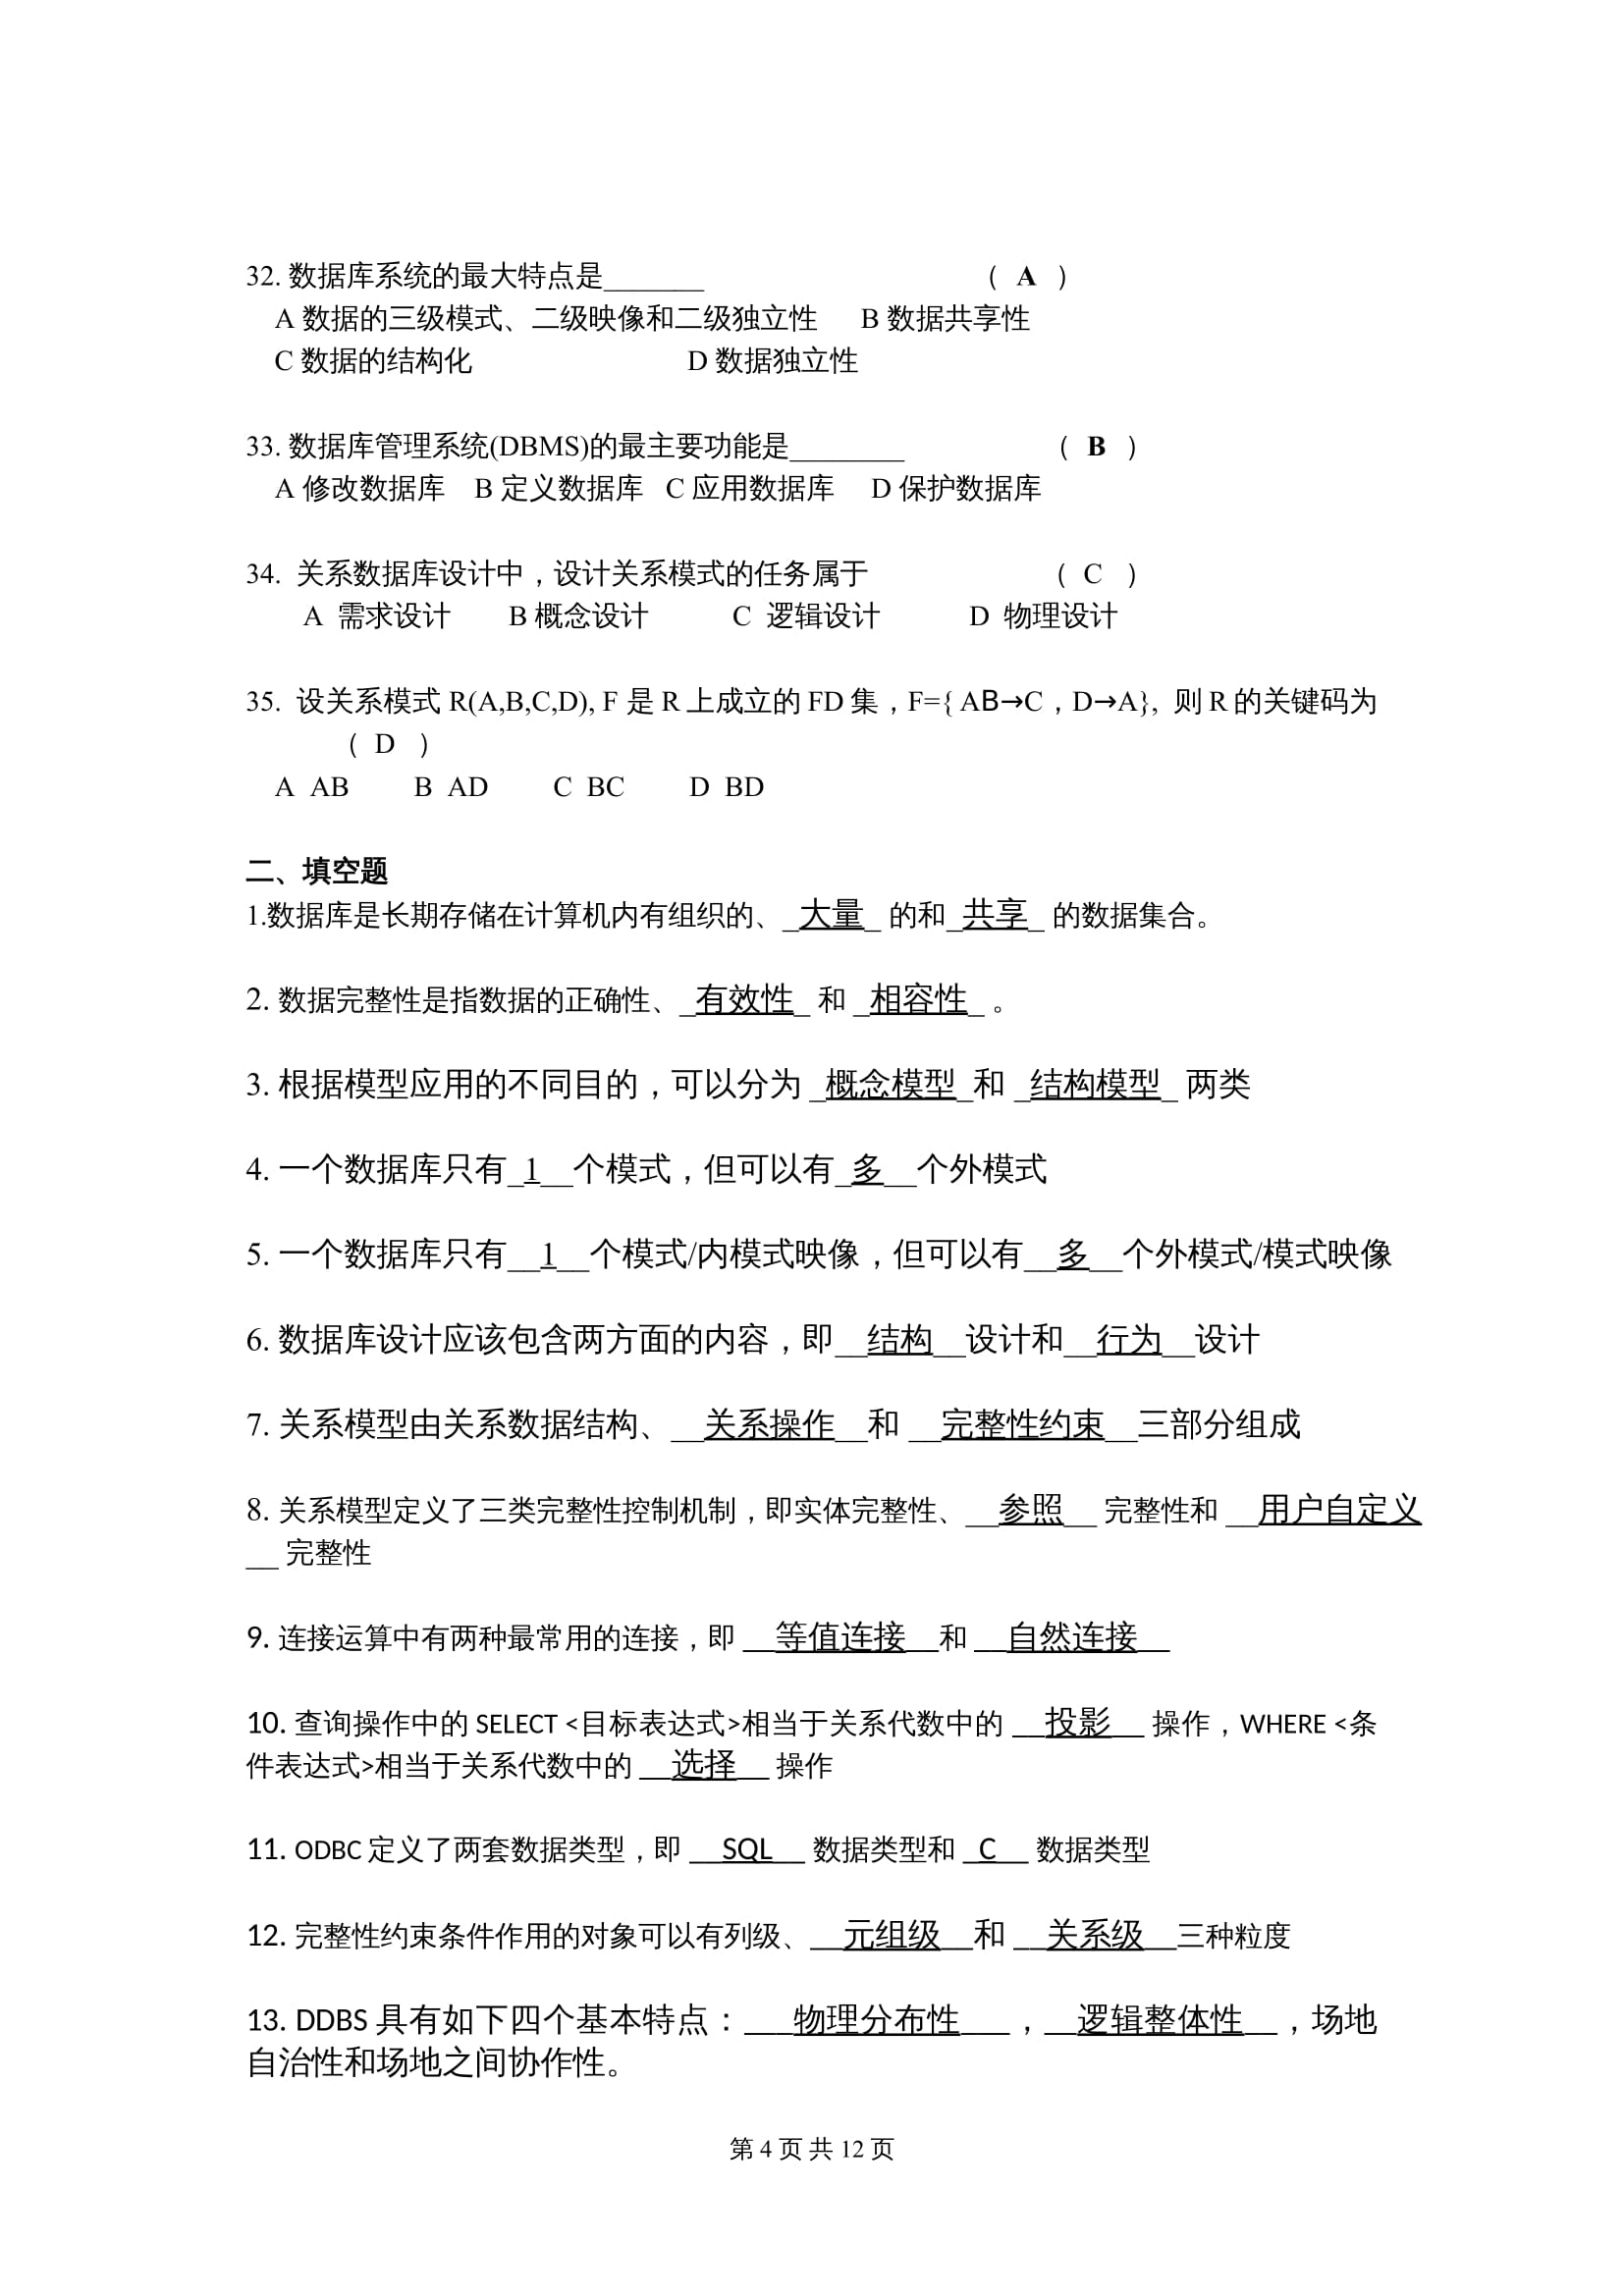 32. 数据库系统的最大特点是_______ （ A ）
A 数据的三级模式、二级映像和二级独立性 B 数据共享性
C 数据的结构化 D 数据独立性
33. 数据库管理系统(DBMS)的最主要功能是________ （ B ）
A 修改数据库 B 定义数据库 C 应用数据库 D 保护数据库
34. 关系数据库设计中，设计关系模式的任务属于 （ C ）
A 需求设计 B 概念设计 C 逻辑设计 D 物理设计
35. 设关系模式 R(A,B,C,D), F 是 R 上成立的 FD 集，F={ AB→C，D→A}, 则 R 的关键码为
（ D ）
A AB B AD C BC D BD
二、填空题
1.数据库是长期存储在计算机内有组织的、_大量_ 的和_共享_ 的数据集合。
2. 数据完整性是指数据的正确性、_有效性_ 和 _相容性_ 。
3. 根据模型应用的不同目的，可以分为 _概念模型_和 _结构模型_ 两类
4. 一个数据库只有_1__个模式，但可以有_多__个外模式
5. 一个数据库只有__1__个模式/内模式映像，但可以有__多__个外模式/模式映像
6. 数据库设计应该包含两方面的内容，即__结构__设计和__行为__设计
7. 关系模型由关系数据结构、__关系操作__和 __完整性约束__三部分组成
8. 关系模型定义了三类完整性控制机制，即实体完整性、__参照__ 完整性和 __用户自定义
__ 完整性
9. 连接运算中有两种最常用的连接，即 __等值连接__和 __自然连接__
10. 查询操作中的 SELECT <目标表达式>相当于关系代数中的 __投影__ 操作，WHERE <条
件表达式>相当于关系代数中的 __选择__ 操作
11. ODBC 定义了两套数据类型，即 __SQL__ 数据类型和 _C__ 数据类型
12. 完整性约束条件作用的对象可以有列级、__元组级__和 __关系级__三种粒度
13. DDBS 具有如下四个基本特点：___物理分布性___，__逻辑整体性__，场地
自治性和场地之间协作性。
第 4 页 共 12 页